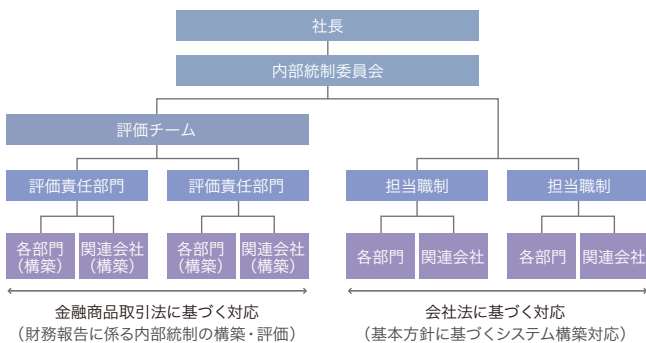 社長
内部統制委員会
評価チーム
評価責任部門
評価責任部門
担当職制
担当職制
各部門
（構築）
関連会社
（構築）
各部門
（構築）
関連会社
（構築）
各部門
関連会社
各部門
関連会社
金融商品取引法に基づく対応
（財務報告に係る内部統制の構築・評価）
会社法に基づく対応
（基本方針に基づくシステム構築対応）